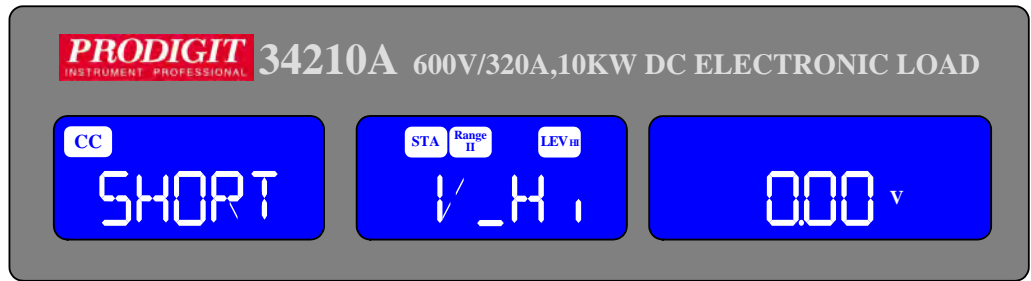 PRODIGIT 34210A 600V/320A,10KW DC ELECTRONIC LOAD
INSTRUMENT PROFESSIONAL
CC STA Range II LEV HI
SHORT V_Hi 0.00 V